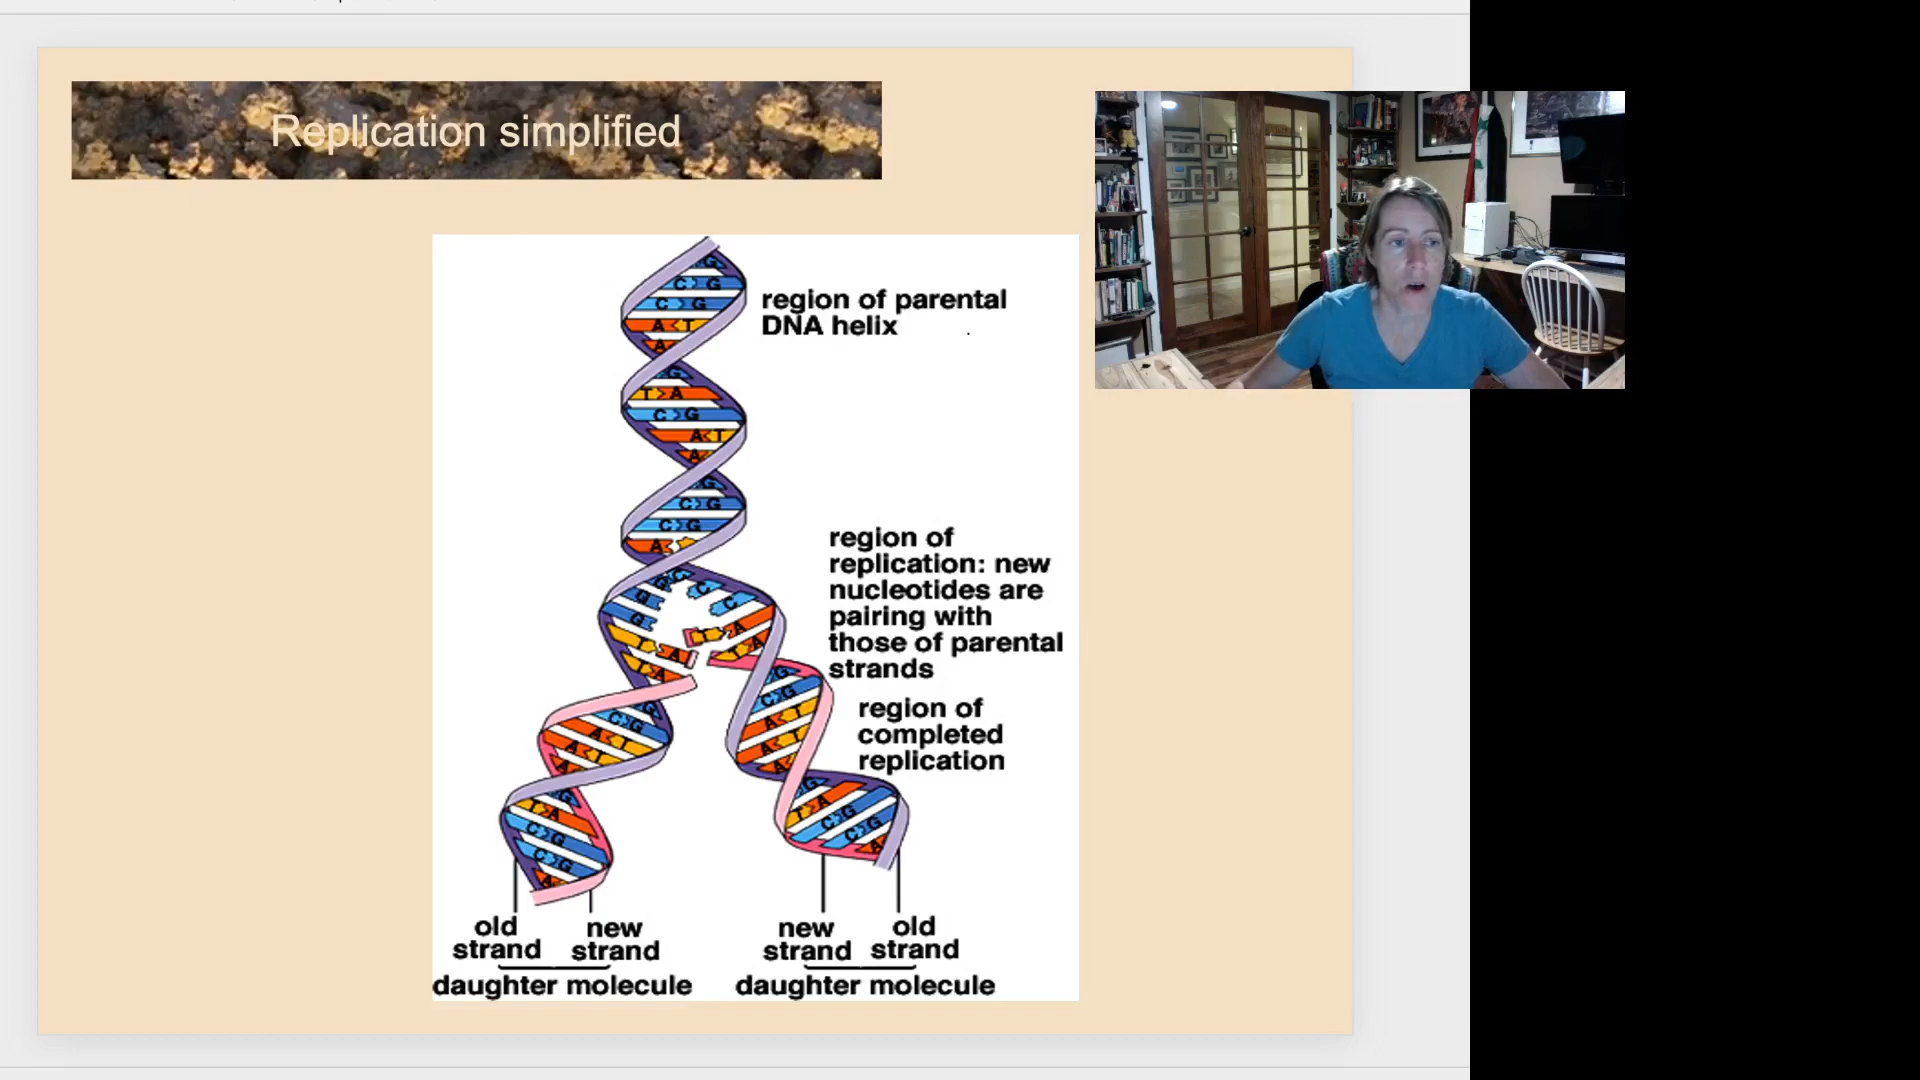 Replication simplified
region of parental
DNA helix
region of
replication: new
nucleotides are
pairing with
those of parental
strands
region of
completed
replication
G
C G
C G
A T
A
G
T A
C G
A T
A
G
C G
C G
A
G
G
C
G
C
G
T
A
T
A
T
A
T
A
G
C G
A T
A T
A
G
C G
A T
A T
A
G
T A
C G
C G
A
G
T A
C G
C G
A
old
strand
new
strand
new
strand
old
strand
daughter molecule
daughter molecule